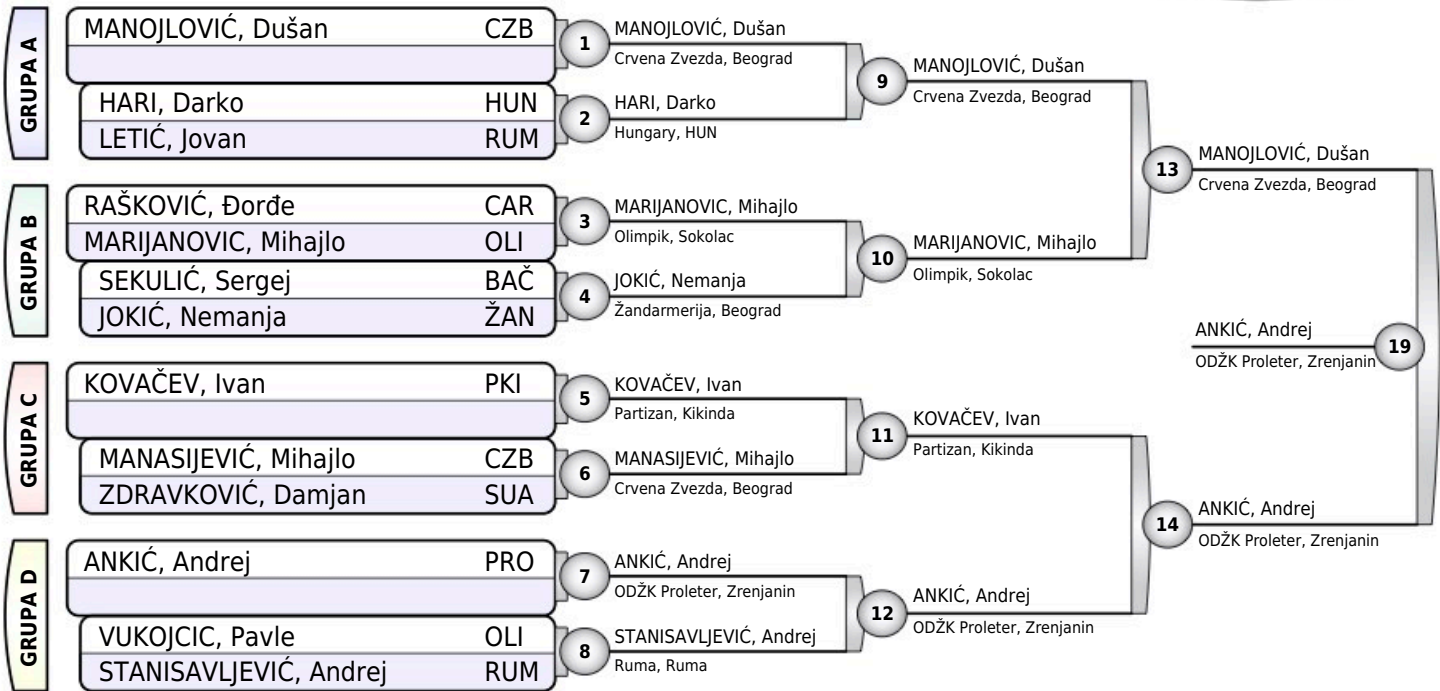 GRUPA A
MANOJLOVIĆ, Dušan CZB
HARI, Darko HUN
LETIĆ, Jovan RUM
GRUPA B
RAŠKOVIĆ, Đorđe CAR
MARIJANOVIC, Mihajlo OLI
SEKULIĆ, Sergej BAČ
JOKIĆ, Nemanja ŽAN
GRUPA C
KOVAČEV, Ivan PKI
MANASIJEVIĆ, Mihajlo CZB
ZDRAVKOVIĆ, Damjan SUA
GRUPA D
ANKIĆ, Andrej PRO
VUKOJCIC, Pavle OLI
STANISAVLJEVIĆ, Andrej RUM
1
MANOJLOVIĆ, Dušan
Crvena Zvezda, Beograd
2
HARI, Darko
Hungary, HUN
3
MARIJANOVIC, Mihajlo
Olimpik, Sokolac
4
JOKIĆ, Nemanja
Žandarmerija, Beograd
5
KOVAČEV, Ivan
Partizan, Kikinda
6
MANASIJEVIĆ, Mihajlo
Crvena Zvezda, Beograd
7
ANKIĆ, Andrej
ODŽK Proleter, Zrenjanin
8
STANISAVLJEVIĆ, Andrej
Ruma, Ruma
9
MANOJLOVIĆ, Dušan
Crvena Zvezda, Beograd
10
MARIJANOVIC, Mihajlo
Olimpik, Sokolac
11
KOVAČEV, Ivan
Partizan, Kikinda
12
ANKIĆ, Andrej
ODŽK Proleter, Zrenjanin
13
MANOJLOVIĆ, Dušan
Crvena Zvezda, Beograd
14
ANKIĆ, Andrej
ODŽK Proleter, Zrenjanin
ANKIĆ, Andrej
ODŽK Proleter, Zrenjanin
19